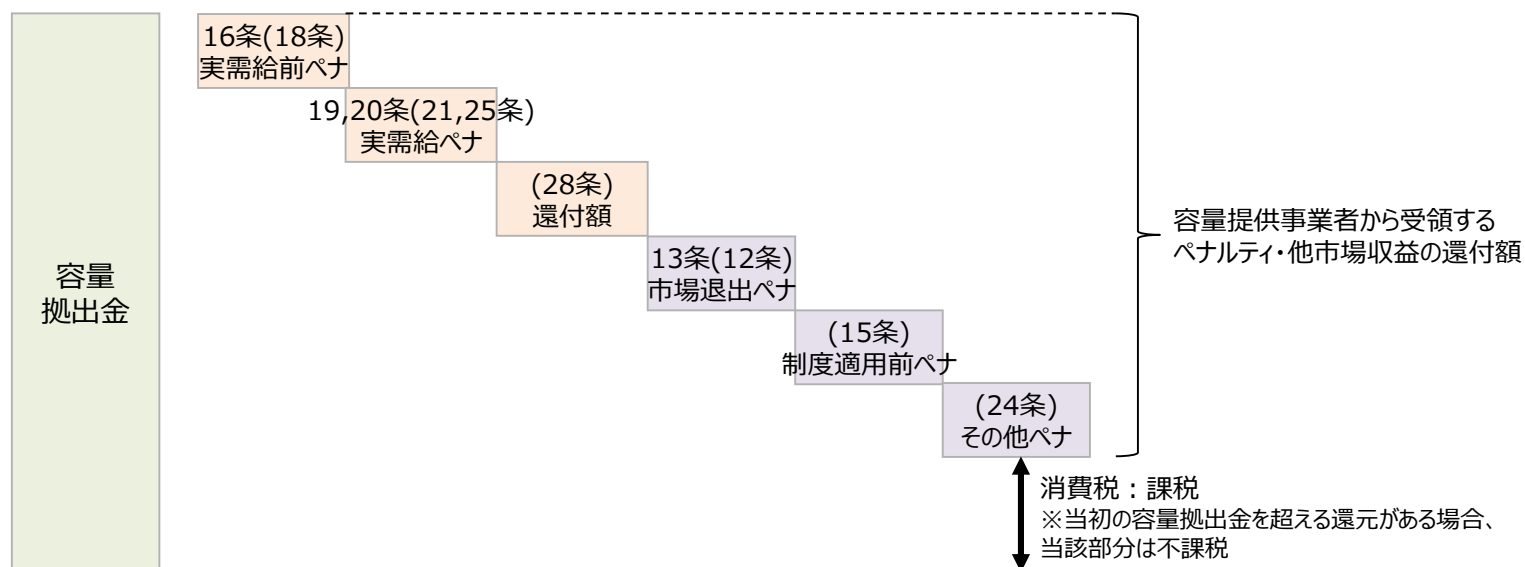 容量
拠出金
16条(18条)
実需給前ペナ
19,20条(21,25条)
実需給ペナ
(28条)
還付額
13条(12条)
市場退出ペナ
(15条)
制度適用前ペナ
(24条)
その他ペナ
容量提供事業者から受領する
ペナルティ・他市場収益の還付額
消費税：課税
※当初の容量拠出金を超える還元がある場合、
当該部分は不課税